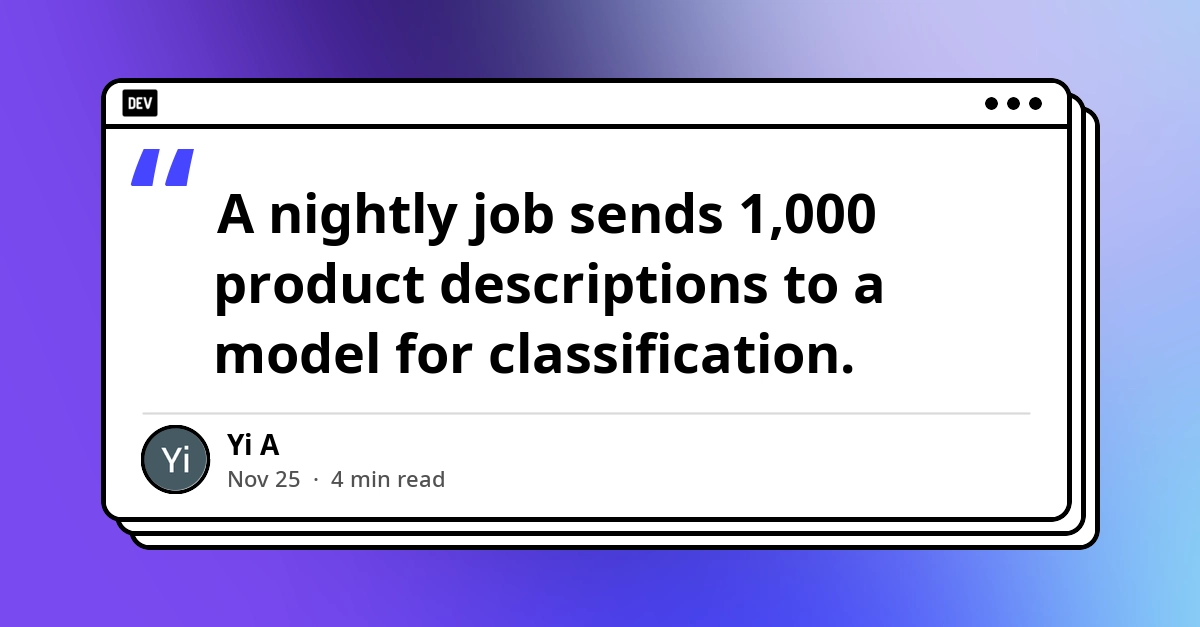 DEV
“
A nightly job sends 1,000
product descriptions to a
model for classification.
Yi
Yi A
Nov 25 · 4 min read